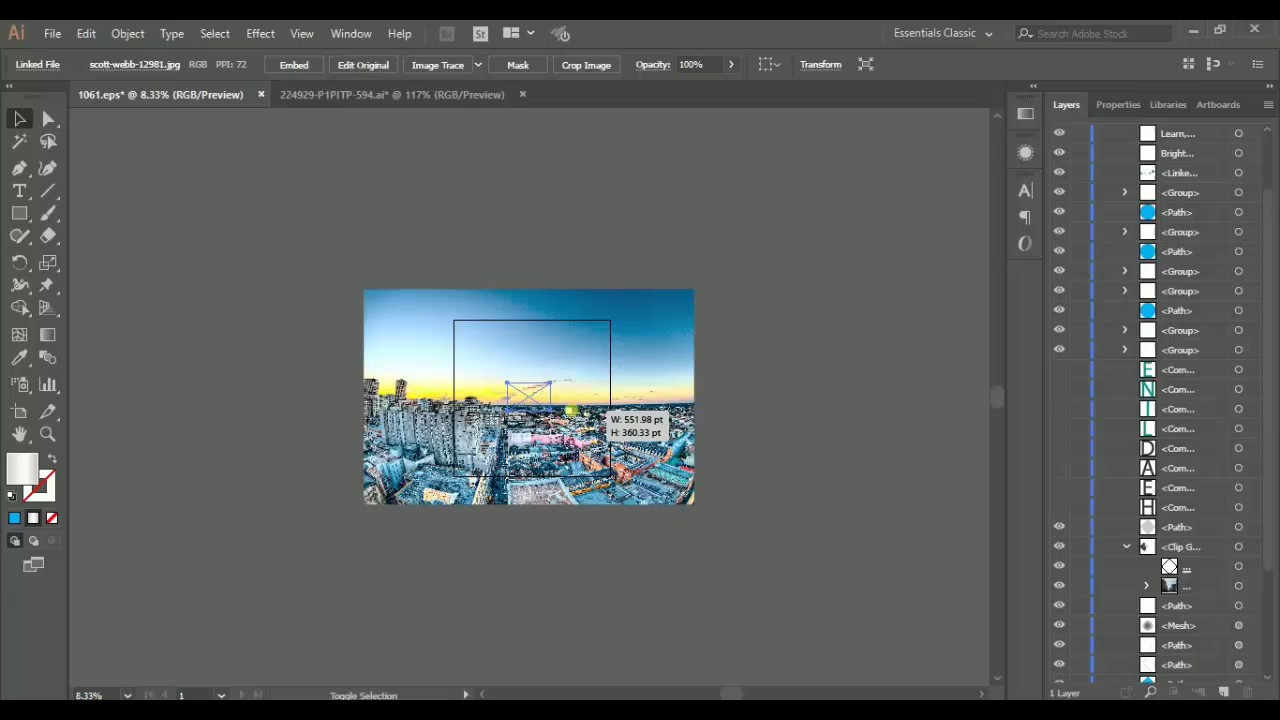 Ai File Edit Object Type Select Effect View Window Help Br St Essentials Classic Search Adobe Stock
Linked File scott-webb-12981.jpg RGB PPI: 72 Embed Edit Original Image Trace Mask Crop Image Opacity: 100% Transform
1061.eps* @ 8.33% (RGB/Preview) × 224929-P1PITP-594.ai* @ 117% (RGB/Preview) ×
Layers Properties Libraries Artboards
Learn,...
Bright...
<Linke...
<Group>
<Path>
<Group>
<Path>
<Group>
<Group>
<Path>
<Group>
<Group>
E <Com...
N <Com...
I <Com...
L <Com...
D <Com...
A <Com...
E <Com...
H <Com...
<Path>
<Clip G...
...
...
<Path>
<Mesh>
<Path>
<Path>
W: 551.98 pt
H: 360.33 pt
8.33% 1 Toggle Selection 1 Layer